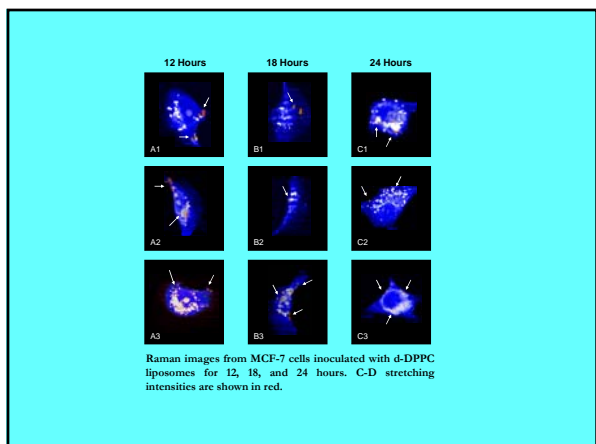 12 Hours 18 Hours 24 Hours
A1 B1 C1
A2 B2 C2
A3 B3 C3
Raman images from MCF-7 cells inoculated with d-DPPC
liposomes for 12, 18, and 24 hours. C-D stretching
intensities are shown in red.